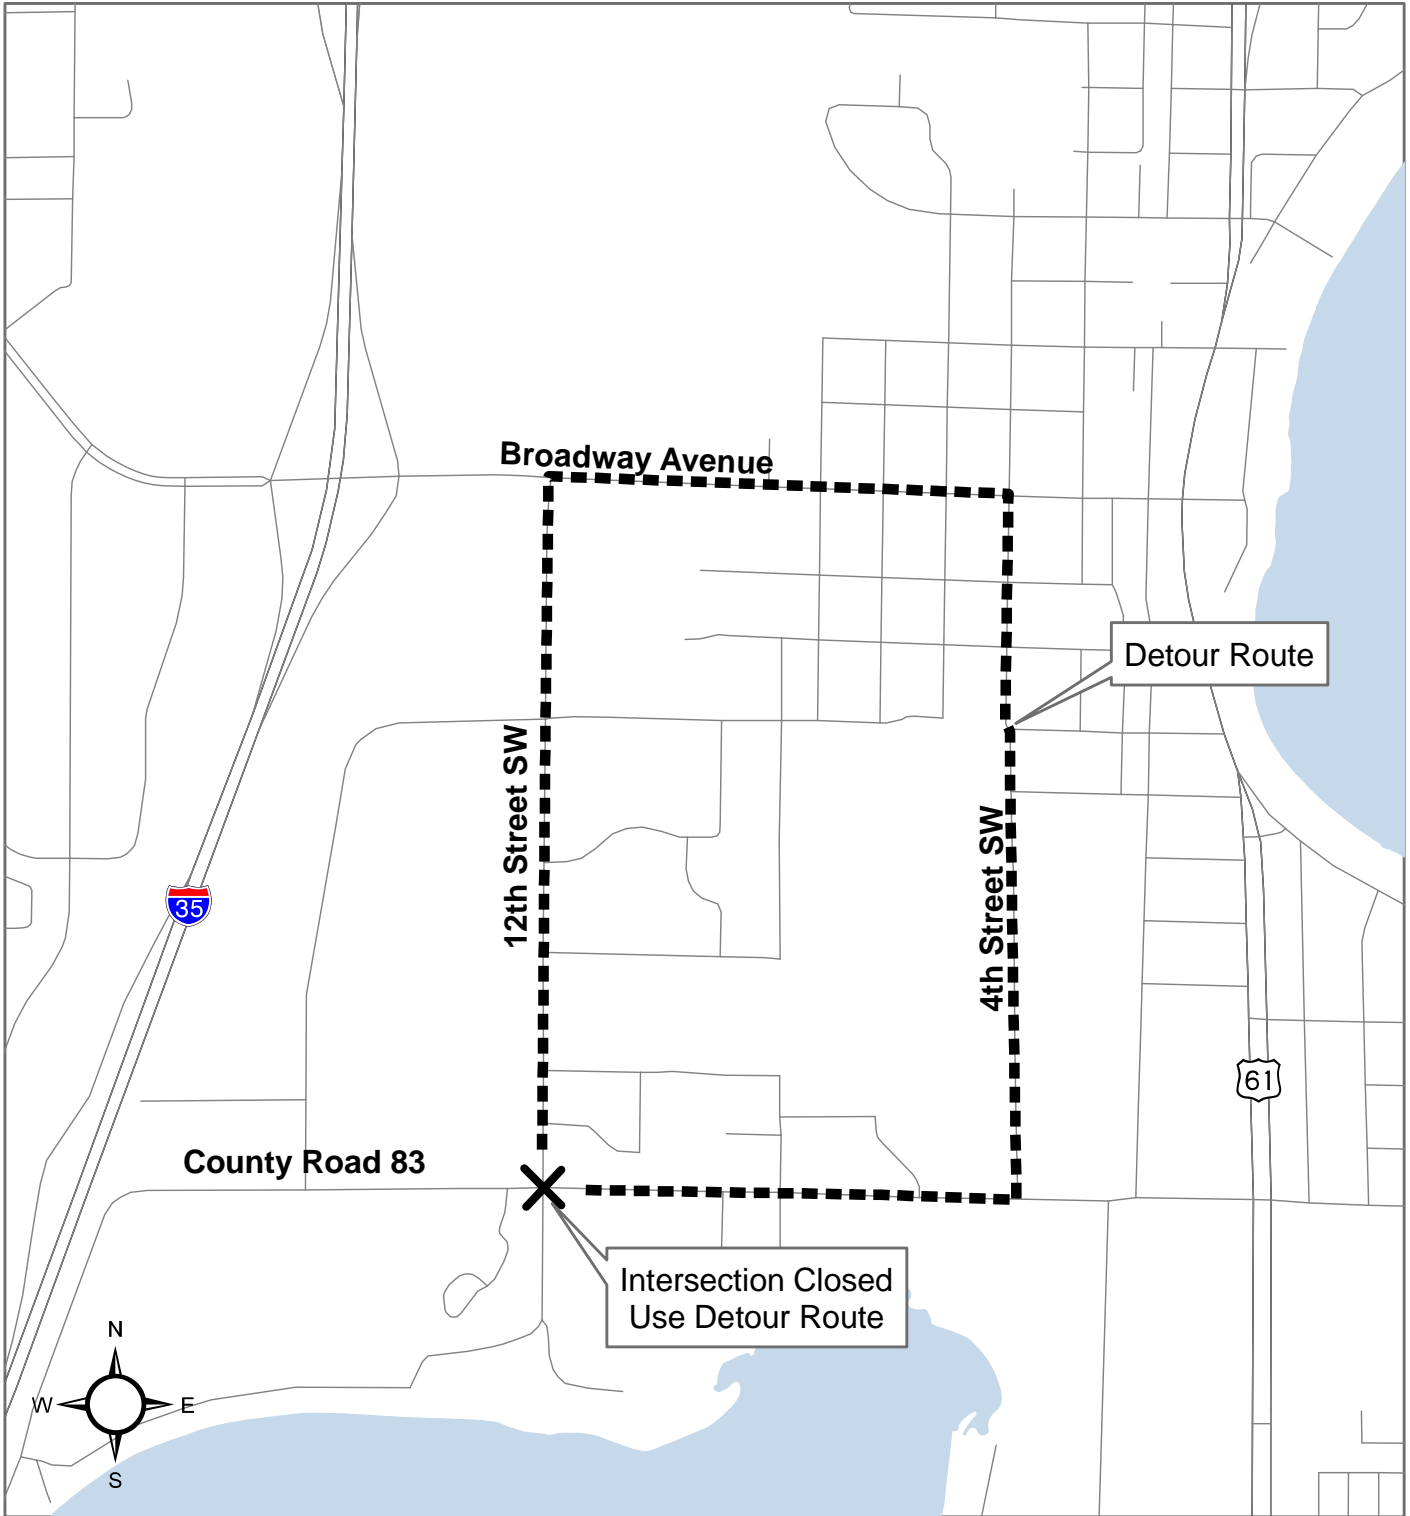 Broadway Avenue
Detour Route
12th Street SW
4th Street SW
35
61
County Road 83
Intersection Closed
Use Detour Route
N
W
E
S